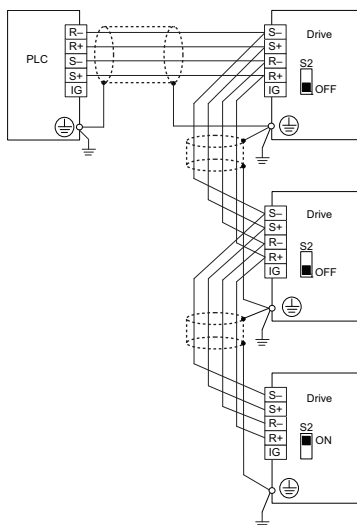 PLC
R–
R+
S–
S+
IG
S–
S+
R–
R+
IG
Drive
S2
OFF
S–
S+
R–
R+
IG
Drive
S2
OFF
S–
S+
R–
R+
IG
Drive
S2
ON